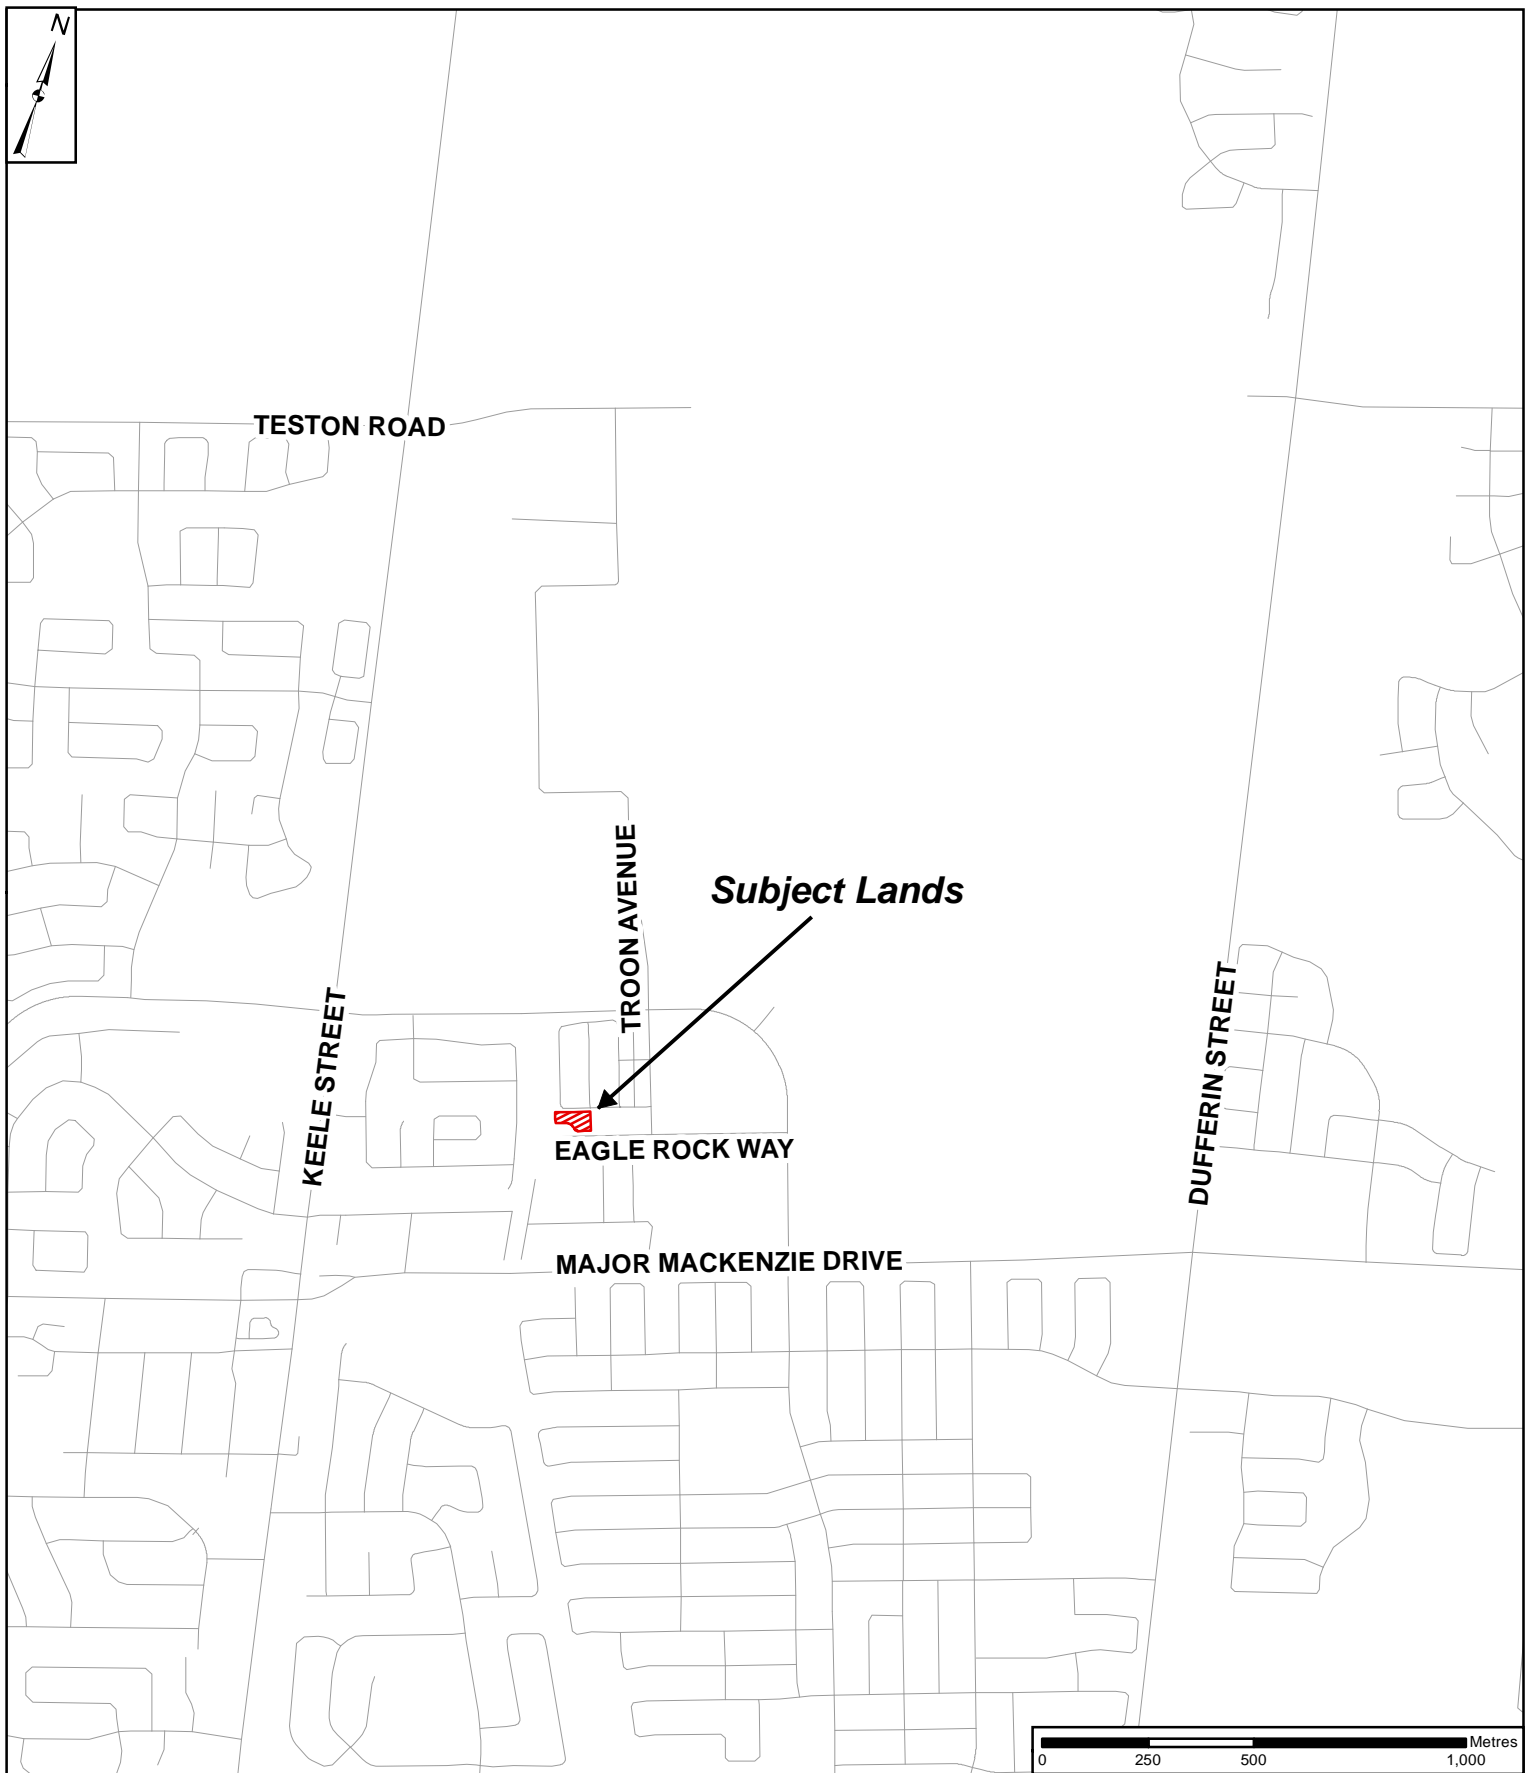 N
TESTON ROAD
TROON AVENUE
Subject Lands
KEELE STREET
DUFFERIN STREET
EAGLE ROCK WAY
MAJOR MACKENZIE DRIVE
Metres
0 250 500 1,000